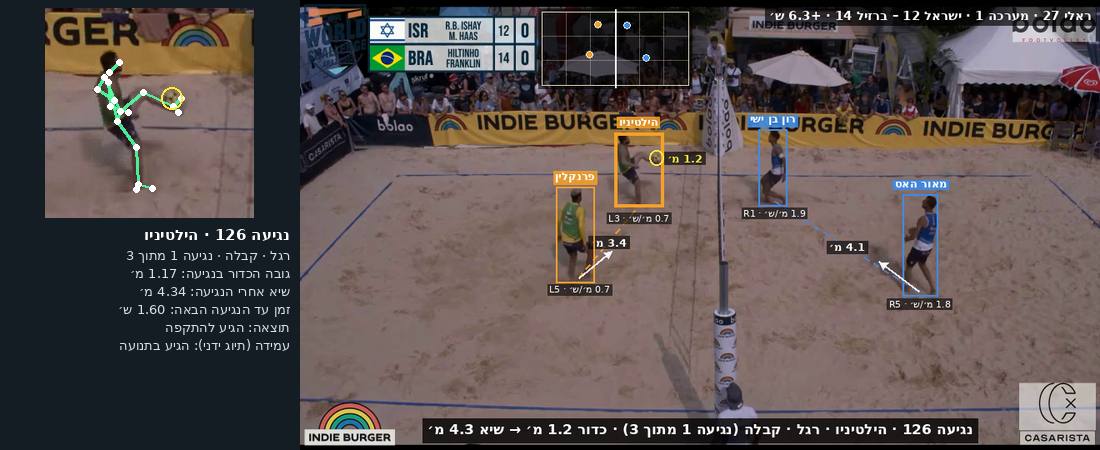 נגיעה 126 · הילטיניו
רגל · קבלה · נגיעה 1 מתוך 3
גובה הכדור בנגיעה: 1.17 מ׳
שיא אחרי הנגיעה: 4.34 מ׳
זמן עד הנגיעה הבאה: 1.60 ש׳
תוצאה: הגיע להתקפה
עמידה (תיוג ידני): הגיע בתנועה
ראלי 27 · מערכה 1 · ישראל 12 – ברזיל 14 · +6.3 ש׳
ISR R.B. ISHAY M. HAAS 12 0
BRA HILTINHO FRANKLIN 14 0
INDIE BURGER
bolao
CASARISTA
INDIE BURGER
INDIE BURGER
bolao
הילטיניו
1.2 מ׳
L3 · 0.7 מ׳/ש׳
רון בן ישי
R1 · 1.9 מ׳/ש׳
פרנקלין
3.4 מ׳
L5 · 0.7 מ׳/ש׳
מאור האס
4.1 מ׳
R5 · 1.8 מ׳/ש׳
נגיעה 126 · הילטיניו · רגל · קבלה (נגיעה 1 מתוך 3) · כדור 1.2 מ׳ → שיא 4.3 מ׳
INDIE BURGER
CASARISTA